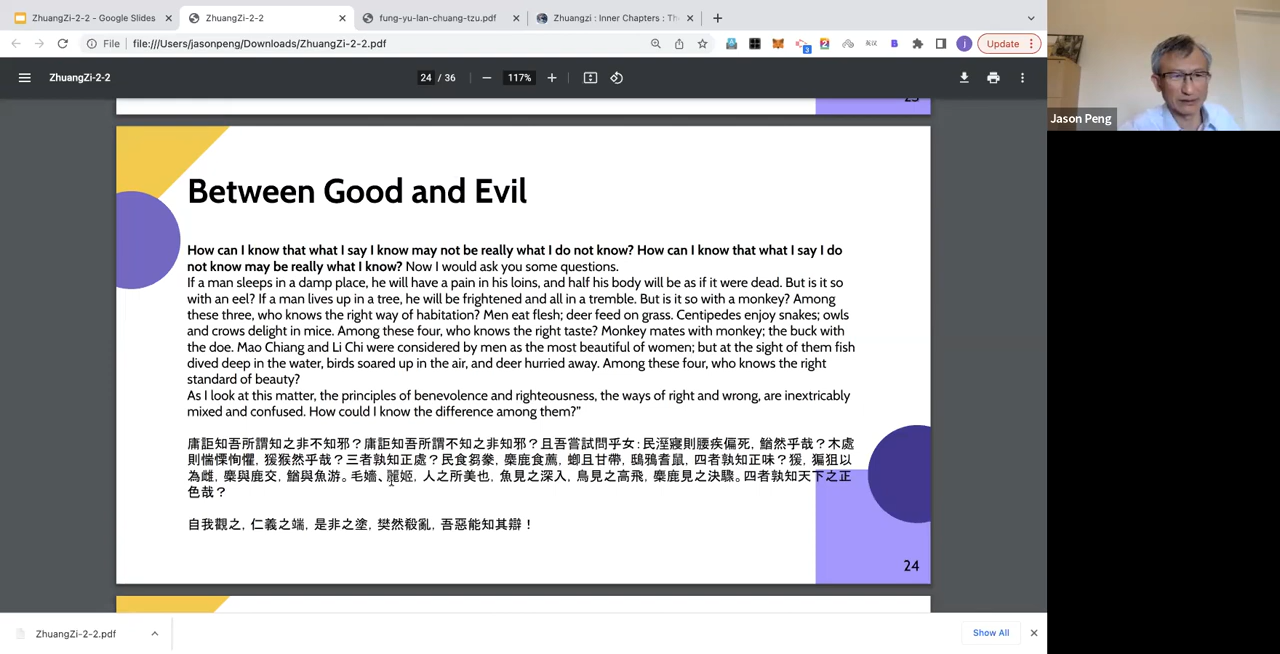 ZhuangZi-2-2 - Google Slides
ZhuangZi-2-2
fung-yu-lan-chuang-tzu.pdf
Zhuangzi : Inner Chapters : Th
File
file:///Users/jasonpeng/Downloads/ZhuangZi-2-2.pdf
Update
ZhuangZi-2-2
24 / 36
117%
Jason Peng
23
Between Good and Evil
How can I know that what I say I know may not be really what I do not know? How can I know that what I say I do
not know may be really what I know? Now I would ask you some questions.
If a man sleeps in a damp place, he will have a pain in his loins, and half his body will be as if it were dead. But is it so
with an eel? If a man lives up in a tree, he will be frightened and all in a tremble. But is it so with a monkey? Among
these three, who knows the right way of habitation? Men eat flesh; deer feed on grass. Centipedes enjoy snakes; owls
and crows delight in mice. Among these four, who knows the right taste? Monkey mates with monkey; the buck with
the doe. Mao Chiang and Li Chi were considered by men as the most beautiful of women; but at the sight of them fish
dived deep in the water, birds soared up in the air, and deer hurried away. Among these four, who knows the right
standard of beauty?
As I look at this matter, the principles of benevolence and righteousness, the ways of right and wrong, are inextricably
mixed and confused. How could I know the difference among them?”
庸詎知吾所謂知之非不知邪？庸詎知吾所謂不知之非知邪？且吾嘗試問乎女：民溼寢則腰疾偏死，鰌然乎哉？木處
則惴慄恂懼，猨猴然乎哉？三者孰知正處？民食芻豢，麋鹿食薦，蝍且甘帶，鴟鴉耆鼠，四者孰知正味？猨，猵狙以
為雌，麋與鹿交，鰌與魚游。毛嬙、麗姬，人之所美也，魚見之深入，鳥見之高飛，麋鹿見之決驟。四者孰知天下之正
色哉？
自我觀之，仁義之端，是非之塗，樊然殽亂，吾惡能知其辯！
24
ZhuangZi-2-2.pdf
Show All